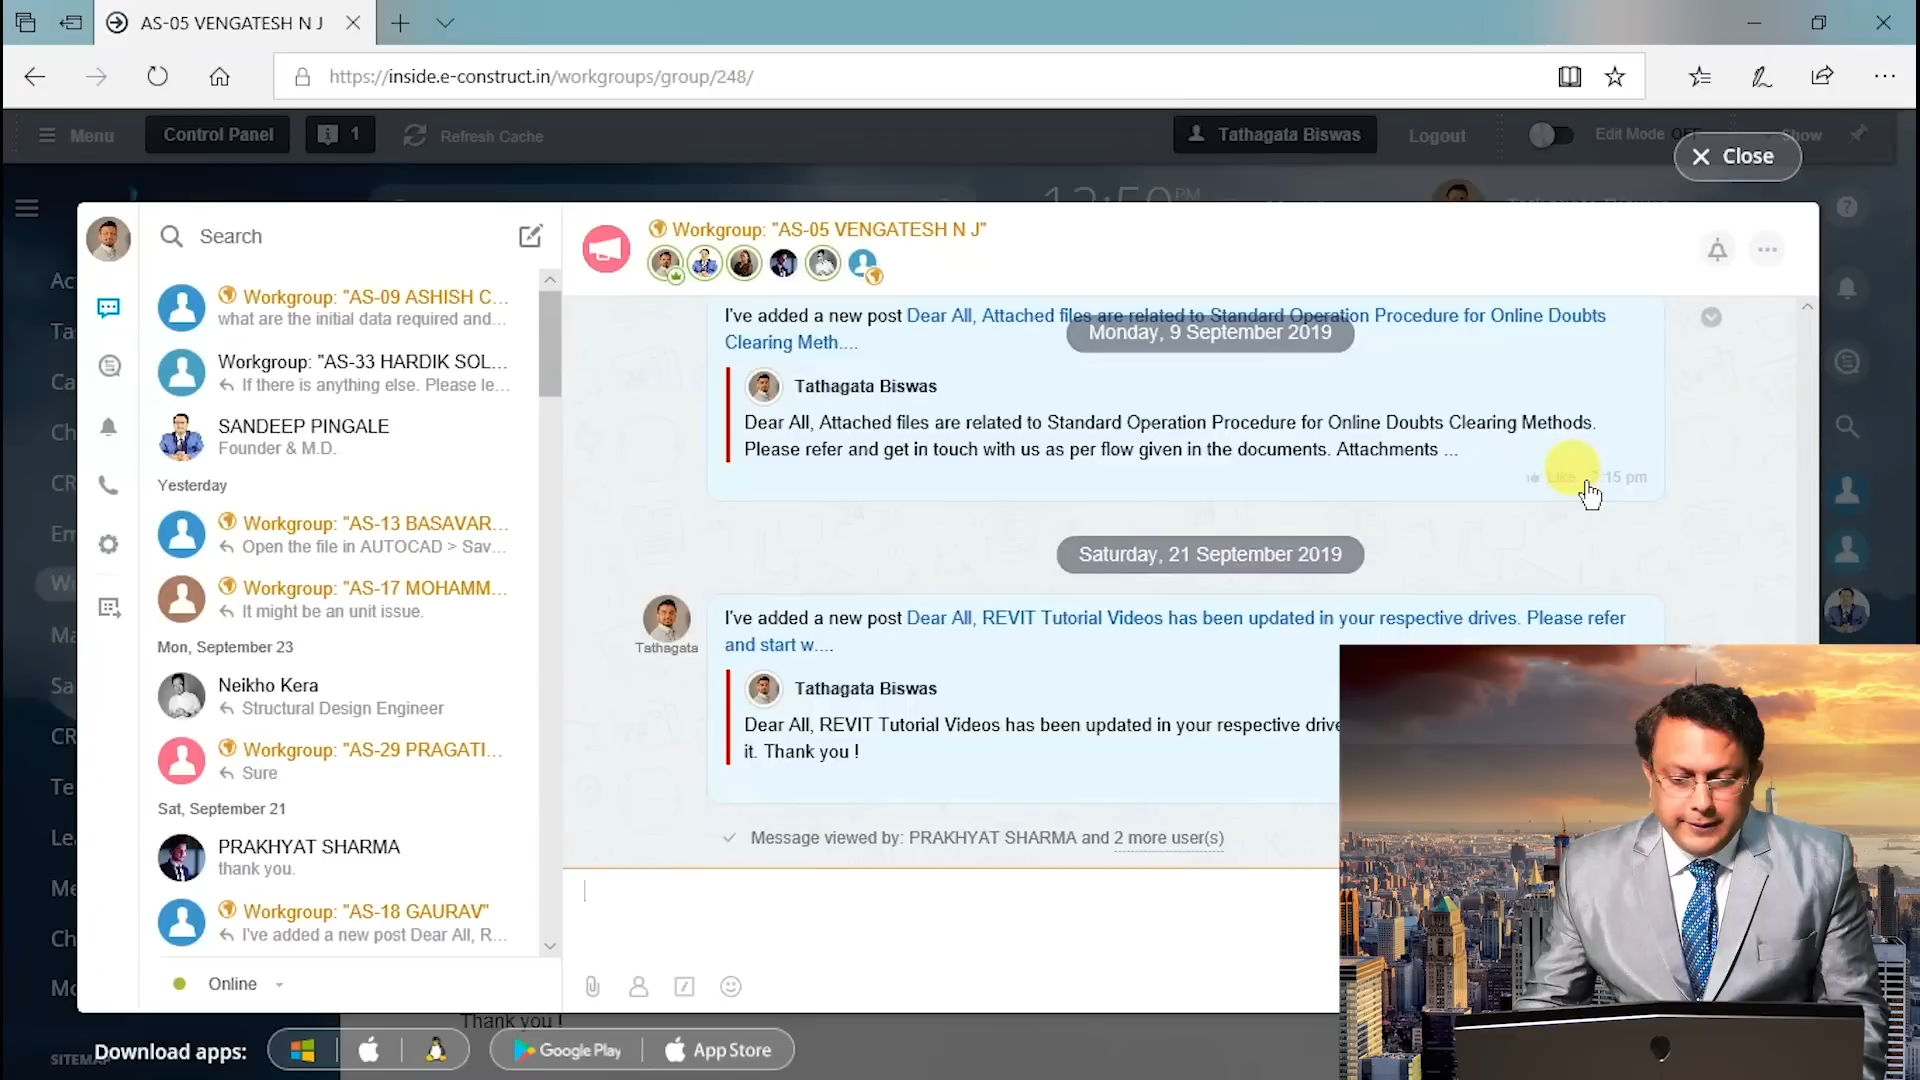 AS-05 VENGATESH N J
https://inside.e-construct.in/workgroups/group/248/
Menu
Control Panel
1
Refresh Cache
Tathagata Biswas
Logout
Edit Mode
Show
Close
Search
Workgroup: "AS-09 ASHISH C...
what are the initial data required and...
Workgroup: "AS-33 HARDIK SOL...
If there is anything else. Please le...
SANDEEP PINGALE
Founder & M.D.
Yesterday
Workgroup: "AS-13 BASAVAR...
Open the file in AUTOCAD > Sav...
Workgroup: "AS-17 MOHAMM...
It might be an unit issue.
Mon, September 23
Neikho Kera
Structural Design Engineer
Workgroup: "AS-29 PRAGATI...
Sure
Sat, September 21
PRAKHYAT SHARMA
thank you.
Workgroup: "AS-18 GAURAV"
I've added a new post Dear All, R...
Online
Workgroup: "AS-05 VENGATESH N J"
I've added a new post Dear All, Attached files are related to Standard Operation Procedure for Online Doubts
Clearing Meth....
Monday, 9 September 2019
Tathagata Biswas
Dear All, Attached files are related to Standard Operation Procedure for Online Doubts Clearing Methods.
Please refer and get in touch with us as per flow given in the documents. Attachments ...
Like :15 pm
Saturday, 21 September 2019
Tathagata
I've added a new post Dear All, REVIT Tutorial Videos has been updated in your respective drives. Please refer
and start w....
Tathagata Biswas
Dear All, REVIT Tutorial Videos has been updated in your respective drive
it. Thank you !
Message viewed by: PRAKHYAT SHARMA and 2 more user(s)
Thank you !
SITEMAP
Download apps:
Google Play
App Store